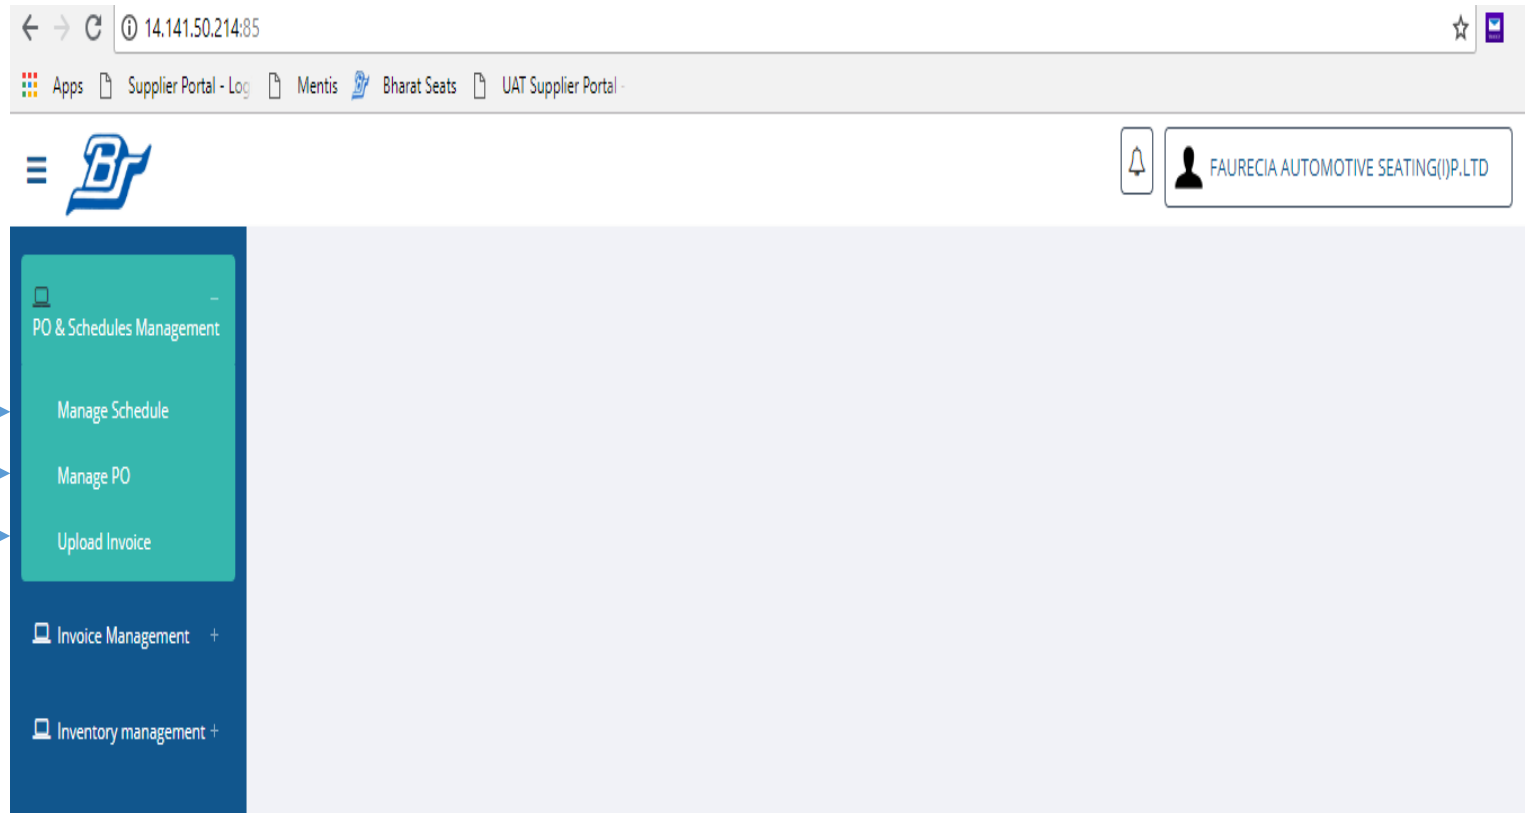 14.141.50.214:85
Apps Supplier Portal - Log Mentis Bharat Seats UAT Supplier Portal -
FAURECIA AUTOMOTIVE SEATING(I)P.LTD
PO & Schedules Management
Manage Schedule
Manage PO
Upload Invoice
Invoice Management +
Inventory management +